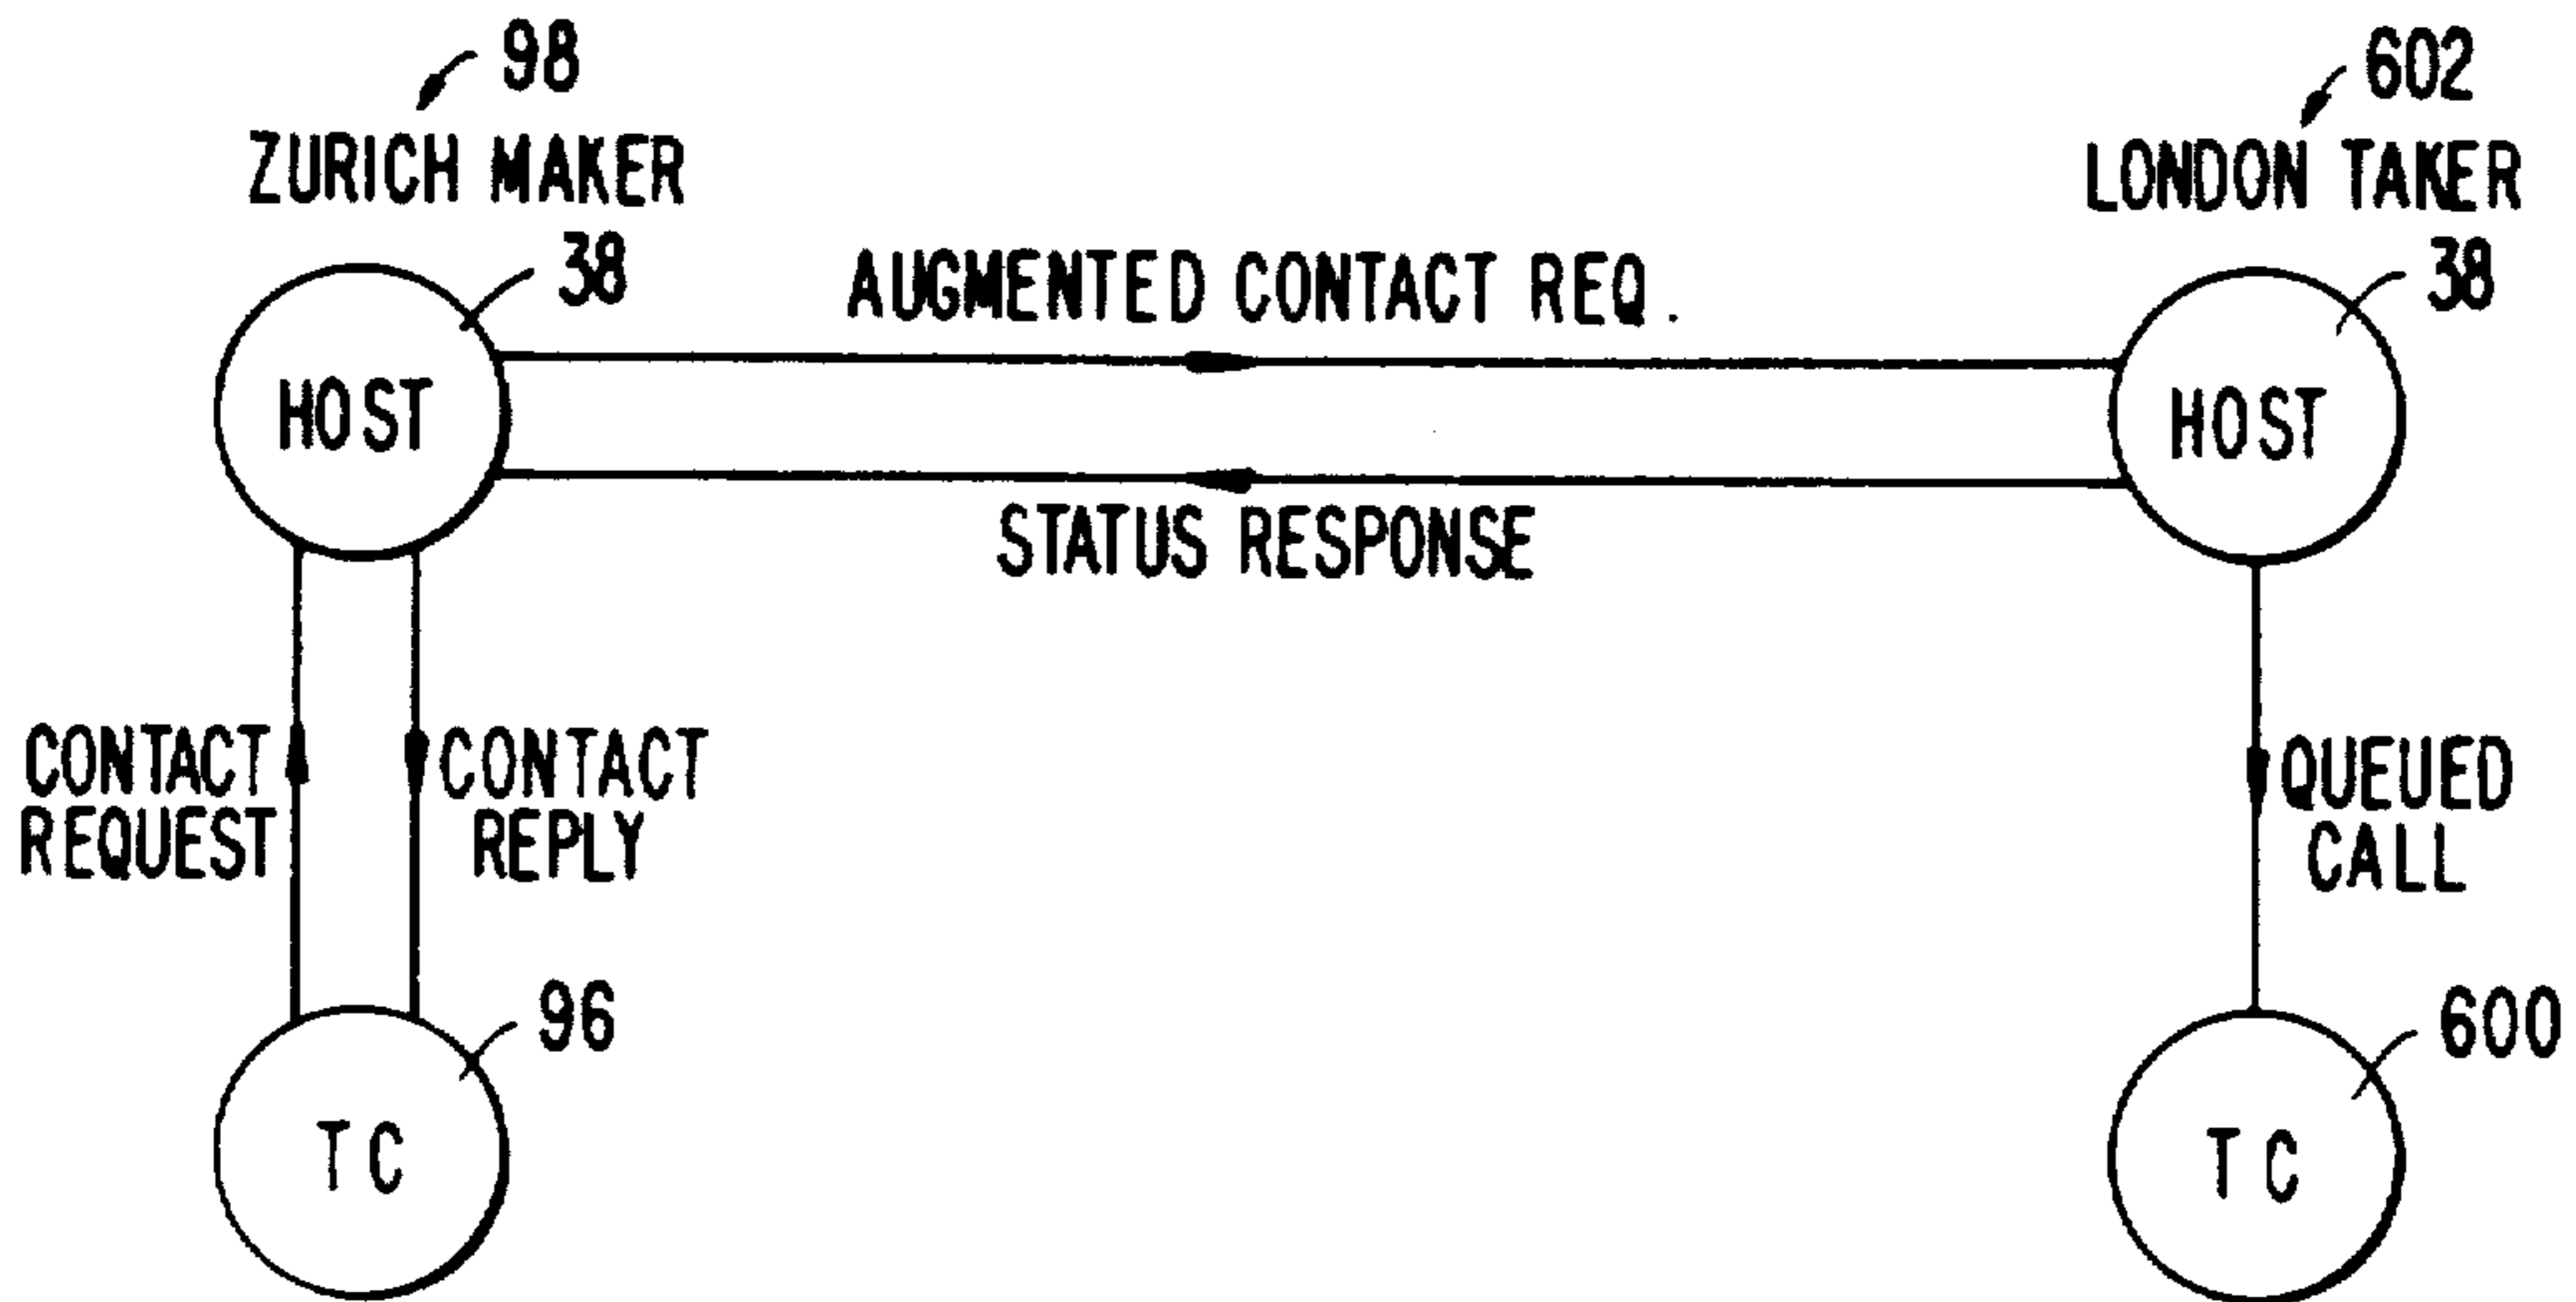 98
ZURICH MAKER
38
HOST
602
LONDON TAKER
38
HOST
AUGMENTED CONTACT REQ.
STATUS RESPONSE
CONTACT
REQUEST
CONTACT
REPLY
QUEUED
CALL
96
TC
600
TC